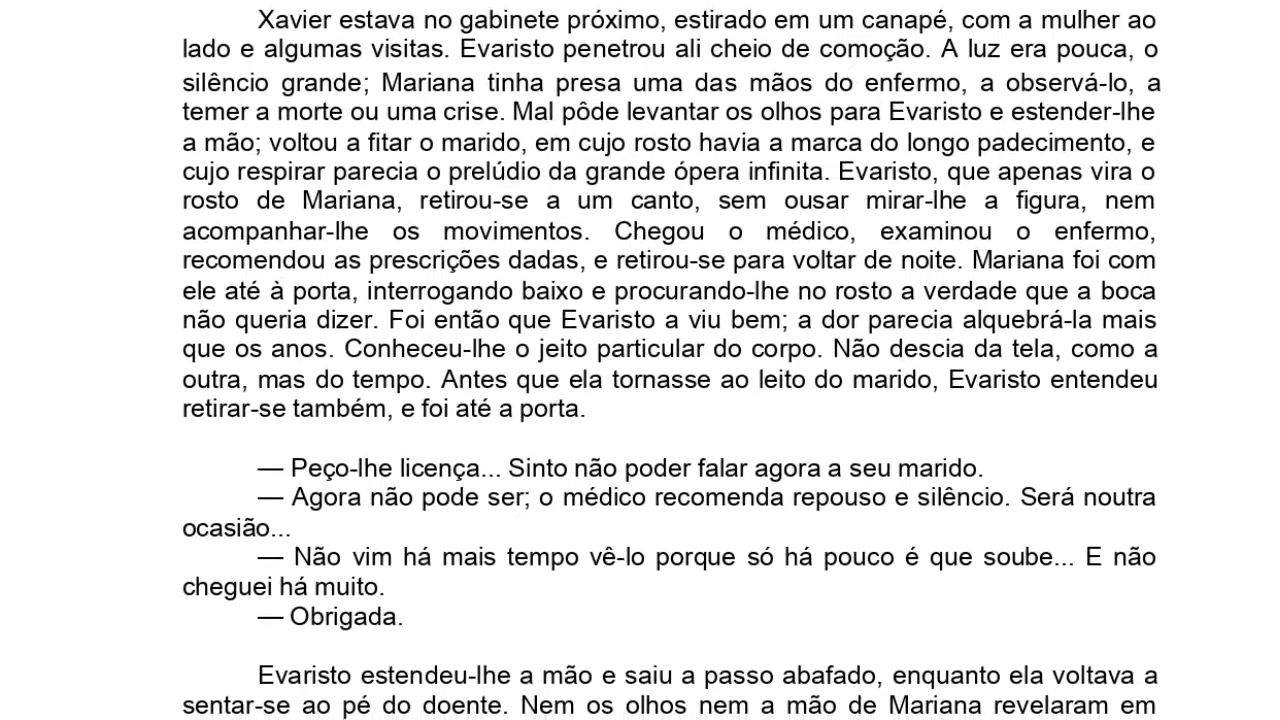 Xavier estava no gabinete próximo, estirado em um canapé, com a mulher ao
lado e algumas visitas. Evaristo penetrou ali cheio de comoção. A luz era pouca, o
silêncio grande; Mariana tinha presa uma das mãos do enfermo, a observá-lo, a
temer a morte ou uma crise. Mal pôde levantar os olhos para Evaristo e estender-lhe
a mão; voltou a fitar o marido, em cujo rosto havia a marca do longo padecimento, e
cujo respirar parecia o prelúdio da grande ópera infinita. Evaristo, que apenas vira o
rosto de Mariana, retirou-se a um canto, sem ousar mirar-lhe a figura, nem
acompanhar-lhe os movimentos. Chegou o médico, examinou o enfermo,
recomendou as prescrições dadas, e retirou-se para voltar de noite. Mariana foi com
ele até à porta, interrogando baixo e procurando-lhe no rosto a verdade que a boca
não queria dizer. Foi então que Evaristo a viu bem; a dor parecia alquebrá-la mais
que os anos. Conheceu-lhe o jeito particular do corpo. Não descia da tela, como a
outra, mas do tempo. Antes que ela tornasse ao leito do marido, Evaristo entendeu
retirar-se também, e foi até a porta.
— Peço-lhe licença... Sinto não poder falar agora a seu marido.
— Agora não pode ser; o médico recomenda repouso e silêncio. Será noutra
ocasião...
— Não vim há mais tempo vê-lo porque só há pouco é que soube... E não
cheguei há muito.
— Obrigada.
Evaristo estendeu-lhe a mão e saiu a passo abafado, enquanto ela voltava a
sentar-se ao pé do doente. Nem os olhos nem a mão de Mariana revelaram em